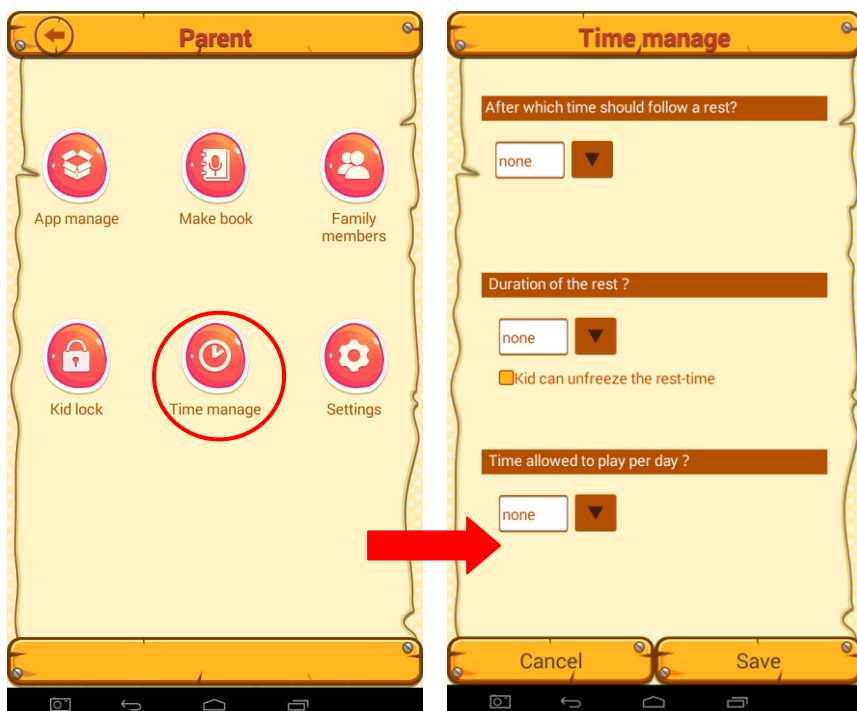 Parent
App manage
Make book
Family
members
Kid lock
Time manage
Settings
Time manage
After which time should follow a rest?
none
Duration of the rest ?
none
Kid can unfreeze the rest-time
Time allowed to play per day ?
none
Cancel
Save